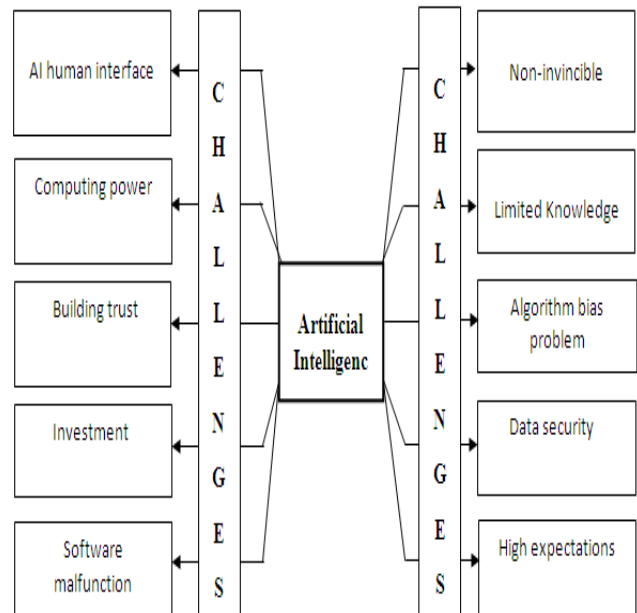 AI human interface
Computing power
Building trust
Investment
Software
malfunction
C
H
A
L
L
E
N
G
E
S
Artificial
Intelligenc
C
H
A
L
L
E
N
G
E
S
Non-invincible
Limited Knowledge
Algorithm bias
problem
Data security
High expectations